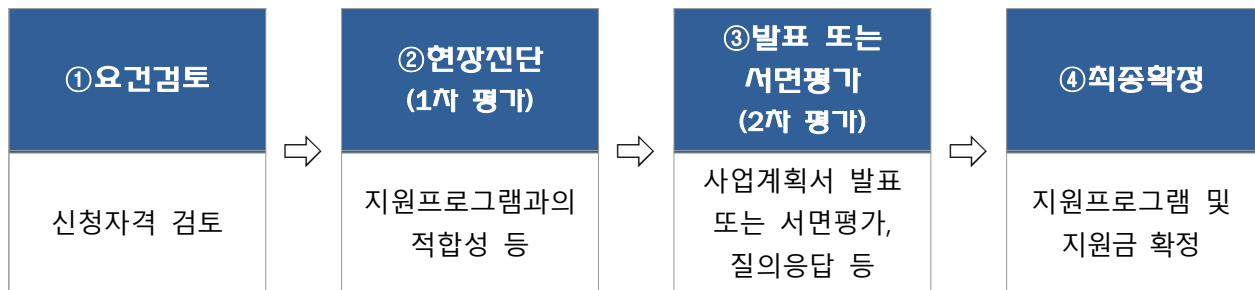 ①요건검토
신청자격 검토
⇨
②현장진단
(1차 평가)
지원프로그램과의
적합성 등
⇨
③발표 또는
서면평가
(2차 평가)
사업계획서 발표
또는 서면평가,
질의응답 등
⇨
④최종확정
지원프로그램 및
지원금 확정